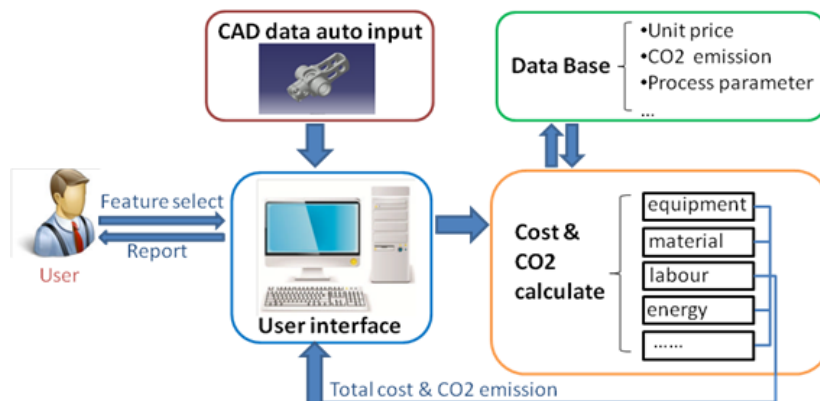 CAD data auto input
Data Base
•Unit price
•CO2 emission
•Process parameter
...
Feature select
Report
User
User interface
Cost &
CO2
calculate
equipment
material
labour
energy
......
Total cost & CO2 emission